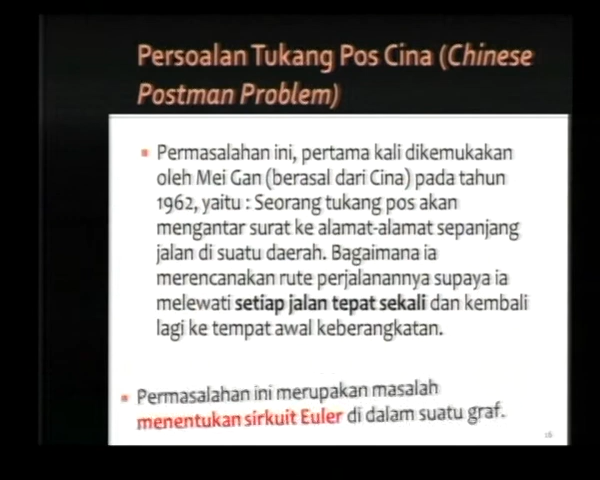 Persoalan Tukang Pos Cina (Chinese
Postman Problem)
Permasalahan ini, pertama kali dikemukakan
oleh Mei Gan (berasal dari Cina) pada tahun
1962, yaitu : Seorang tukang pos akan
mengantar surat ke alamat-alamat sepanjang
jalan di suatu daerah. Bagaimana ia
merencanakan rute perjalanannya supaya ia
melewati setiap jalan tepat sekali dan kembali
lagi ke tempat awal keberangkatan.
Permasalahan ini merupakan masalah
menentukan sirkuit Euler di dalam suatu graf.